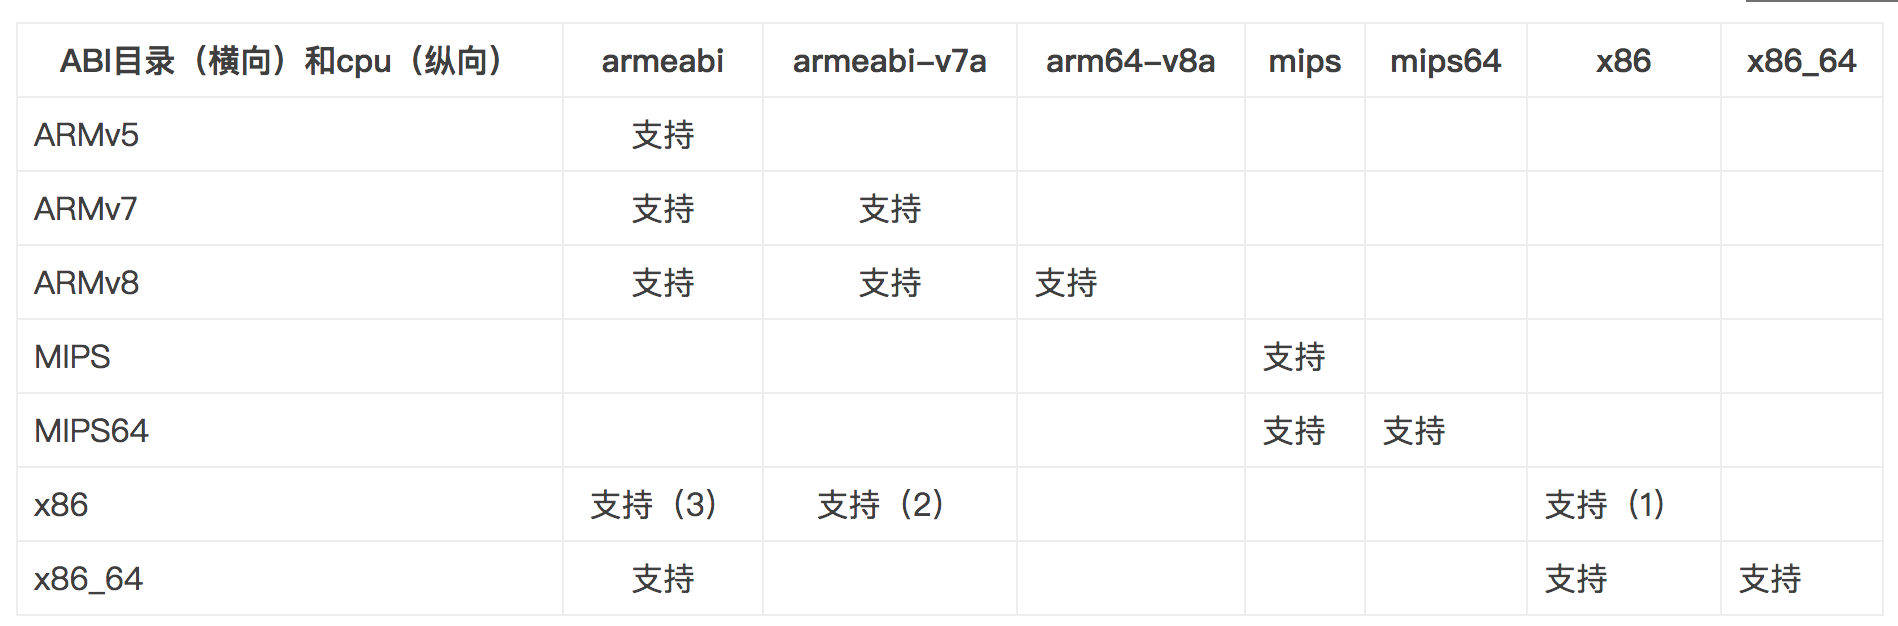 ABI目录（横向）和cpu（纵向） armeabi armeabi-v7a arm64-v8a mips mips64 x86 x86_64
ARMv5 支持
ARMv7 支持 支持
ARMv8 支持 支持 支持
MIPS 支持
MIPS64 支持 支持
x86 支持（3） 支持（2） 支持（1）
x86_64 支持 支持 支持